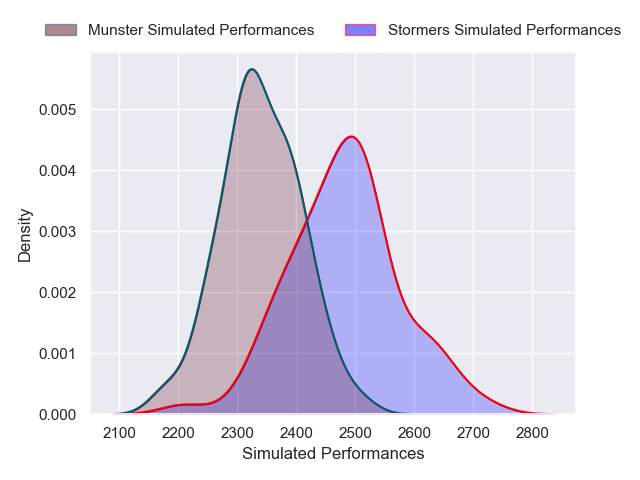 Munster Simulated Performances Stormers Simulated Performances
0.005
0.004
0.003
0.002
0.001
0.000
Density
2100 2200 2300 2400 2500 2600 2700 2800
Simulated Performances